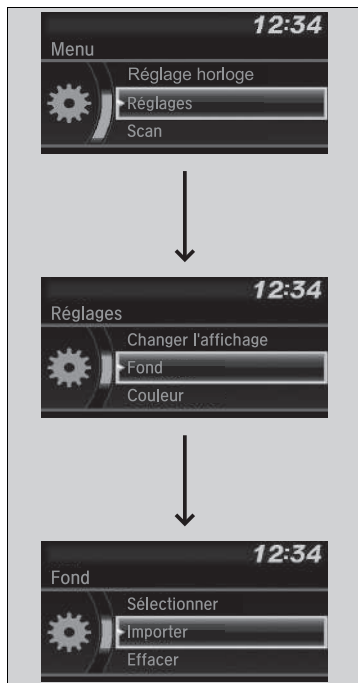 12:34
Menu
Réglage horloge
Réglages
Scan
12:34
Réglages
Changer l'affichage
Fond
Couleur
12:34
Fond
Sélectionner
Importer
Effacer